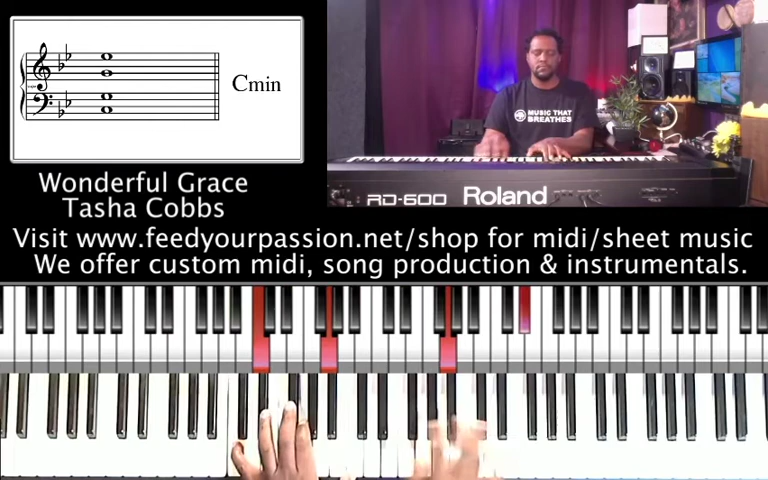 Cmin
MUSIC THAT
BREATHES
RD-600 Roland
Wonderful Grace
Tasha Cobbs
Visit www.feedyourpassion.net/shop for midi/sheet music
We offer custom midi, song production & instrumentals.